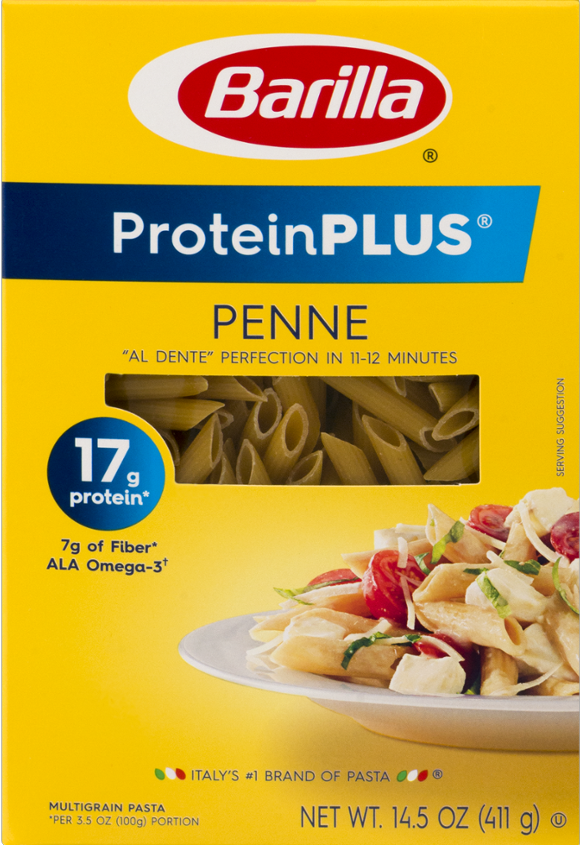 Barilla
®
ProteinPLUS®
PENNE
"AL DENTE" PERFECTION IN 11-12 MINUTES
SERVING SUGGESTION
17g
protein*
7g of Fiber*
ALA Omega-3†
ITALY'S #1 BRAND OF PASTA ®
MULTIGRAIN PASTA
*PER 3.5 OZ (100g) PORTION
NET WT. 14.5 OZ (411 g) U